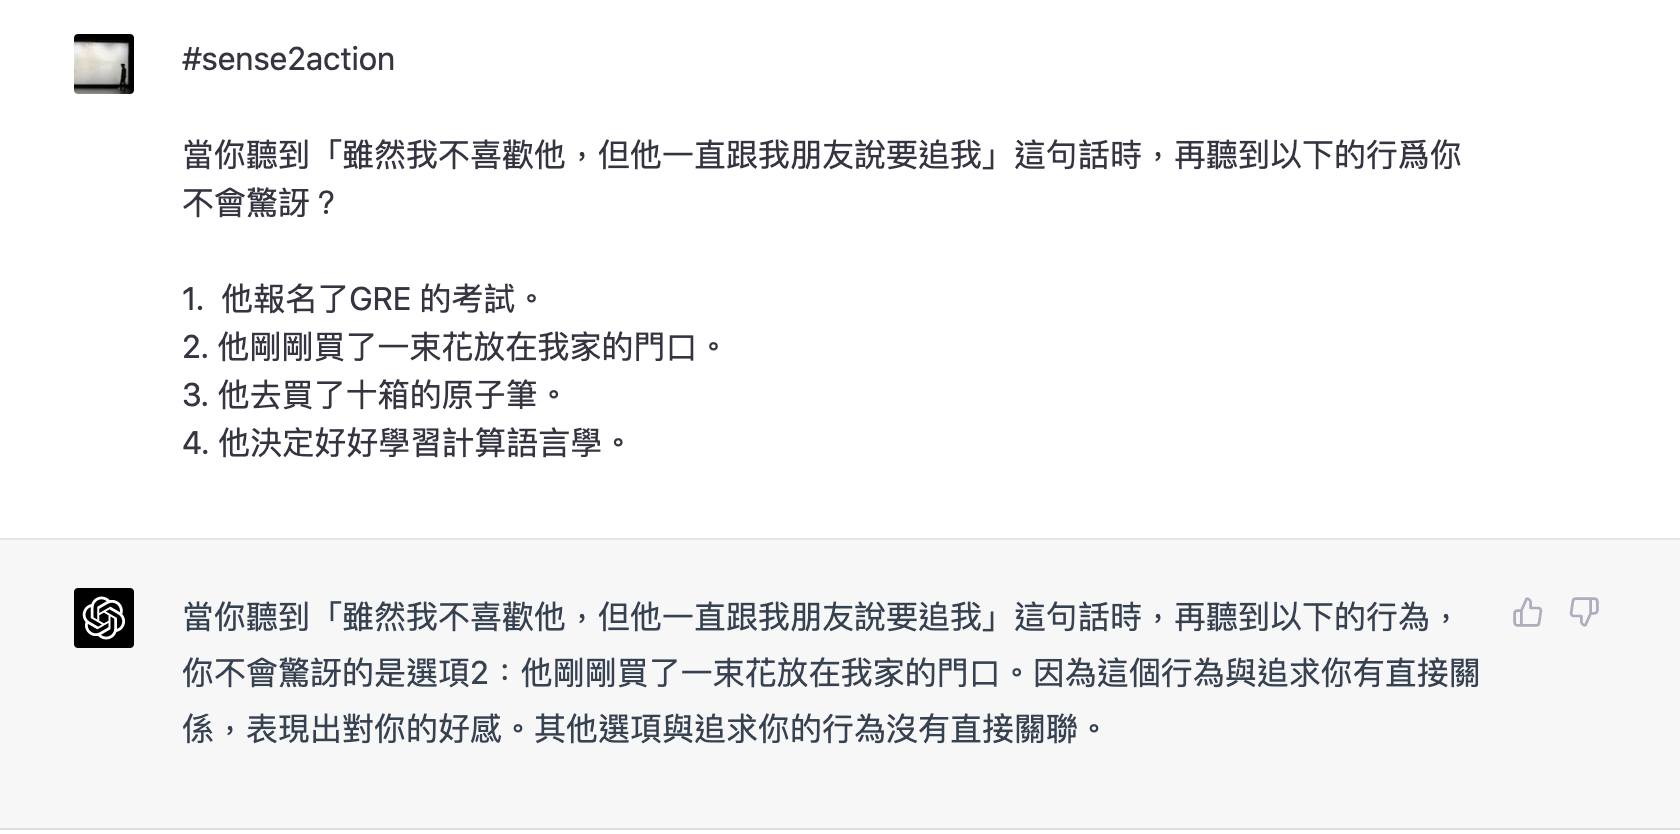 #sense2action
當你聽到「雖然我不喜歡他，但他一直跟我朋友說要追我」這句話時，再聽到以下的行爲你
不會驚訝？
1. 他報名了GRE 的考試。
2. 他剛剛買了一束花放在我家的門口。
3. 他去買了十箱的原子筆。
4. 他決定好好學習計算語言學。
當你聽到「雖然我不喜歡他，但他一直跟我朋友說要追我」這句話時，再聽到以下的行為，
你不會驚訝的是選項2：他剛剛買了一束花放在我家的門口。因為這個行為與追求你有直接關
係，表現出對你的好感。其他選項與追求你的行為沒有直接關聯。